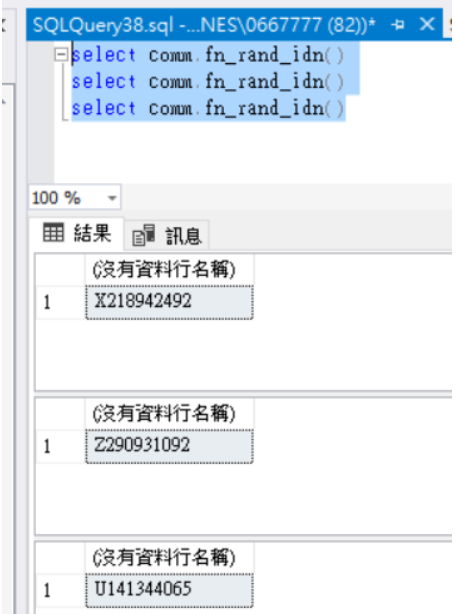 SQLQuery38.sql -...NES\0667777 (82))*
select Comm.fn_rand_idn()
select Comm.fn_rand_idn()
select Comm.fn_rand_idn()
100 %
結果 訊息
(沒有資料行名稱)
1 X218942492
(沒有資料行名稱)
1 Z290931092
(沒有資料行名稱)
1 U141344065